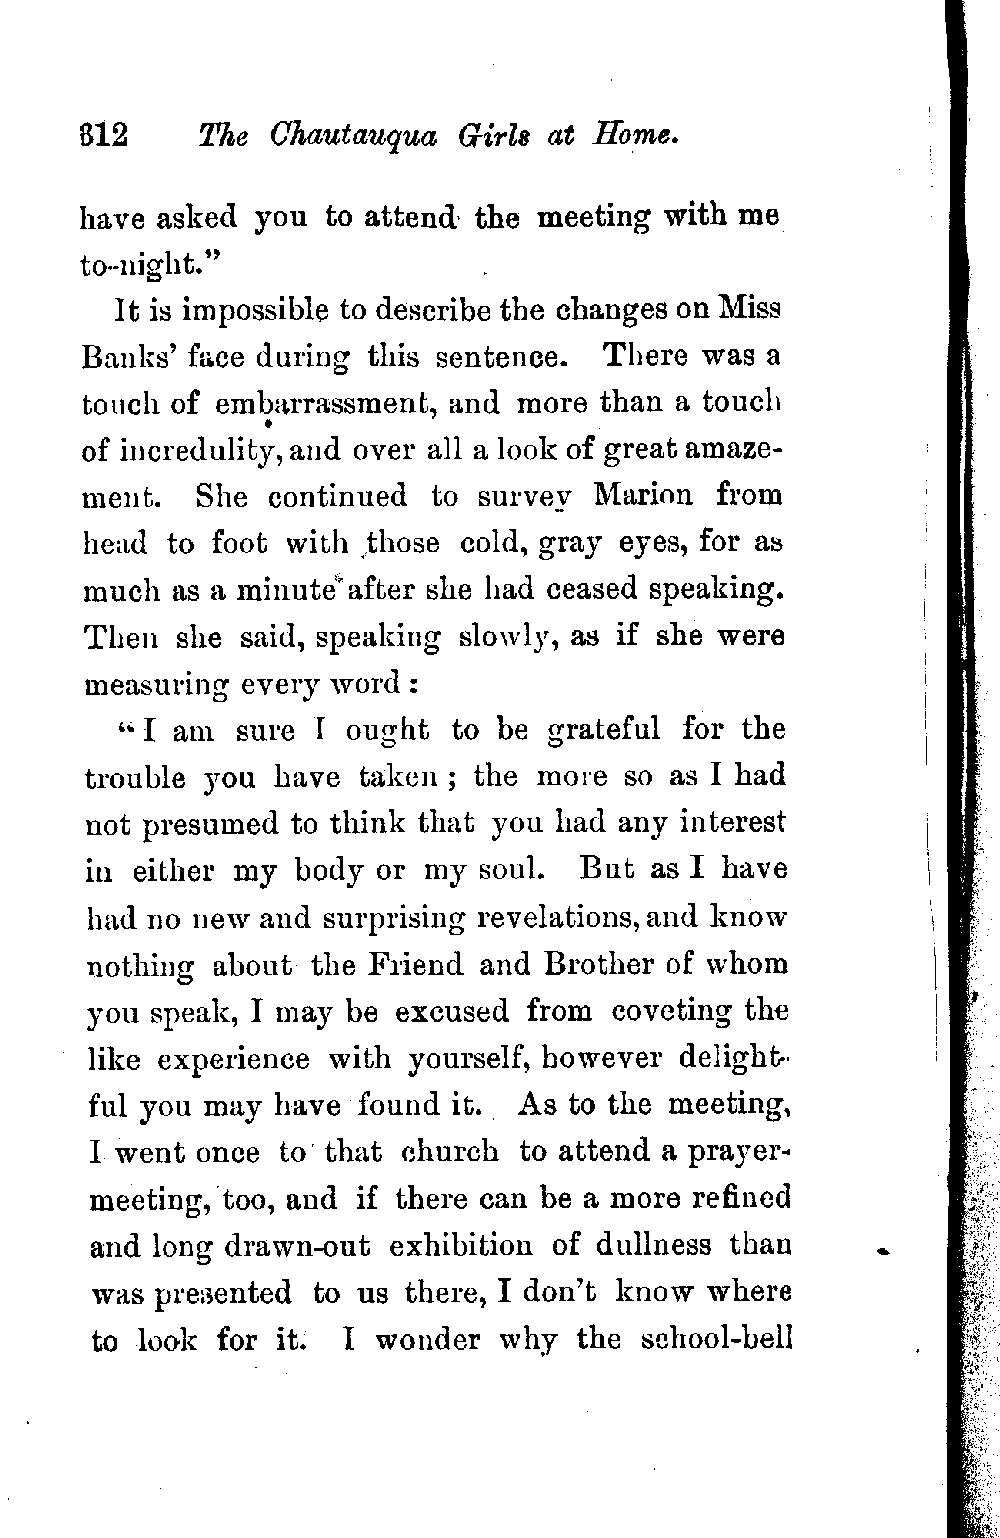 312 The Chautauqua Girls at Home.
have asked you to attend the meeting with me
to-night."
It is impossible to describe the changes on Miss
Banks' face during this sentence. There was a
touch of embarrassment, and more than a touch
of incredulity, and over all a look of great amaze-
ment. She continued to survey Marion from
head to foot with those cold, gray eyes, for as
much as a minute after she had ceased speaking.
Then she said, speaking slowly, as if she were
measuring every word :
"I am sure I ought to be grateful for the
trouble you have taken ; the more so as I had
not presumed to think that you had any interest
in either my body or my soul. But as I have
had no new and surprising revelations, and know
nothing about the Friend and Brother of whom
you speak, I may be excused from coveting the
like experience with yourself, however delight-
ful you may have found it. As to the meeting,
I went once to that church to attend a prayer-
meeting, too, and if there can be a more refined
and long drawn-out exhibition of dullness than
was presented to us there, I don't know where
to look for it. I wonder why the school-bell